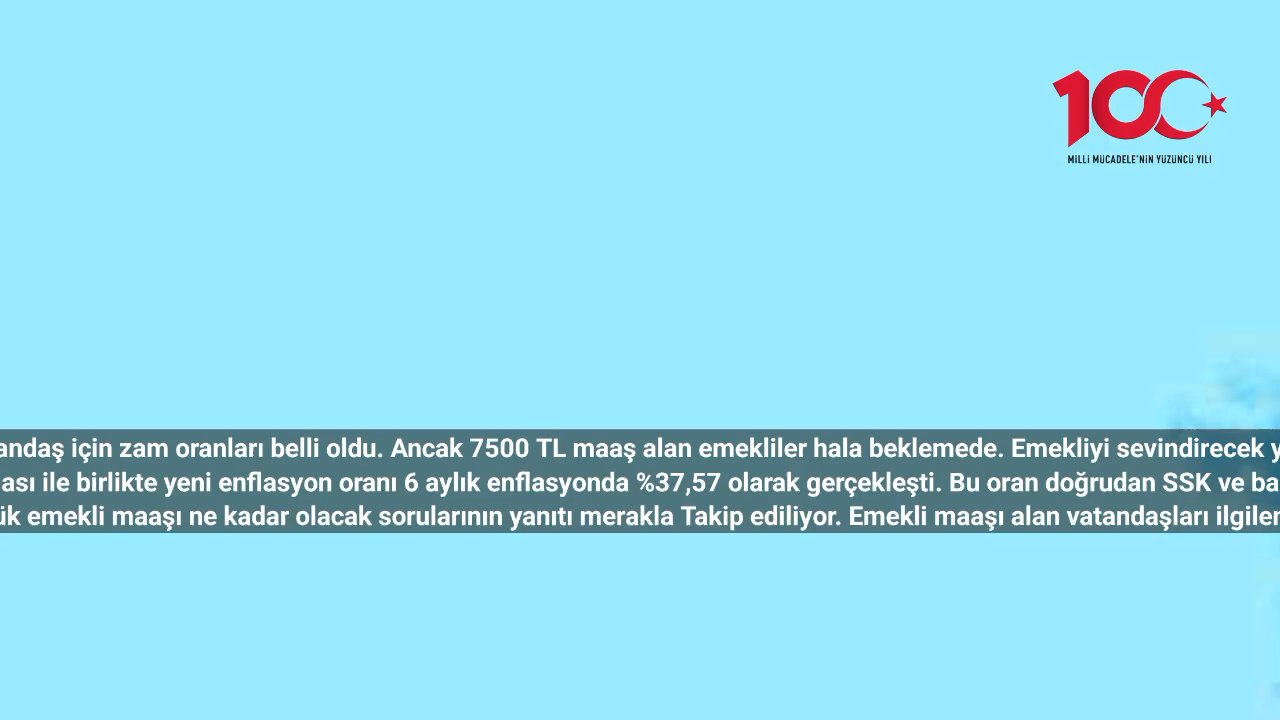 100
MİLLİ MÜCADELE'NİN YÜZÜNCÜ YILI
andaş için zam oranları belli oldu. Ancak 7500 TL maaş alan emekliler hala beklemede. Emekliyi sevindirecek y
ası ile birlikte yeni enflasyon oranı 6 aylık enflasyonda %37,57 olarak gerçekleşti. Bu oran doğrudan SSK ve ba
ük emekli maaşı ne kadar olacak sorularının yanıtı merakla Takip ediliyor. Emekli maaşı alan vatandaşları ilgiler